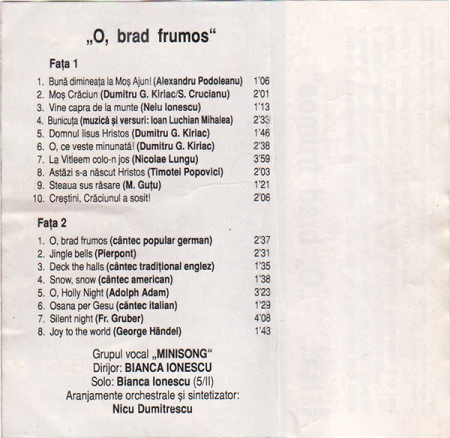 „O, brad frumos“
Fața 1
1. Bună dimineața la Moș Ajun! (Alexandru Podoleanu) 1'06
2. Moș Crăciun (Dumitru G. Kiriac/S. Crucianu) 2'01
3. Vine capra de la munte (Nelu Ionescu) 1'13
4. Bunicuța (muzică și versuri: Ioan Luchian Mihalea) 2'33
5. Domnul Iisus Hristos (Dumitru G. Kiriac) 1'46
6. O, ce veste minunată! (Dumitru G. Kiriac) 2'38
7. La Vitleem colo-n jos (Nicolae Lungu) 3'59
8. Astăzi s-a născut Hristos (Timotei Popovici) 2'03
9. Steaua sus răsare (M. Guțu) 1'21
10. Creștini, Crăciunul a sosit! 2'06
Fața 2
1. O, brad frumos (cântec popular german) 2'37
2. Jingle bells (Pierpont) 2'31
3. Deck the halls (cântec tradițional englez) 1'35
4. Snow, snow (cântec american) 1'38
5. O, Holly Night (Adolph Adam) 3'23
6. Osana per Gesu (cântec italian) 1'29
7. Silent night (Fr. Gruber) 4'08
8. Joy to the world (George Händel) 1'43
Grupul vocal „MINISONG“
Dirijor: BIANCA IONESCU
Solo: Bianca Ionescu (5/II)
Aranjamente orchestrale și sintetizator:
Nicu Dumitrescu